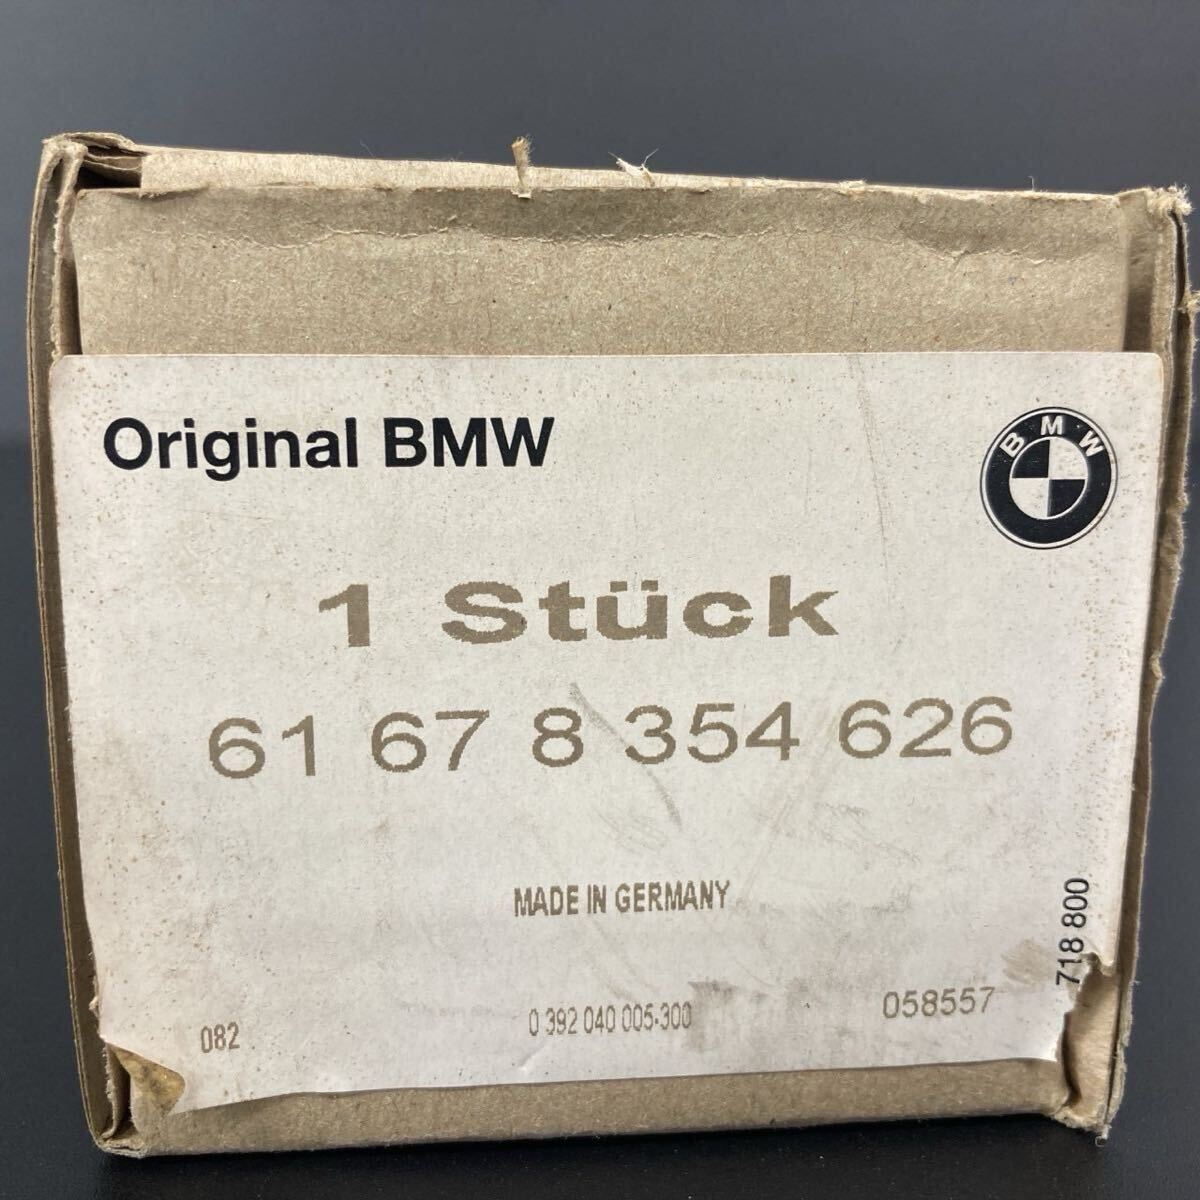 Original BMW
BMW
1 Stück
61 67 8 354 626
MADE IN GERMANY
718 800
082
0 392 040 005-300
058557